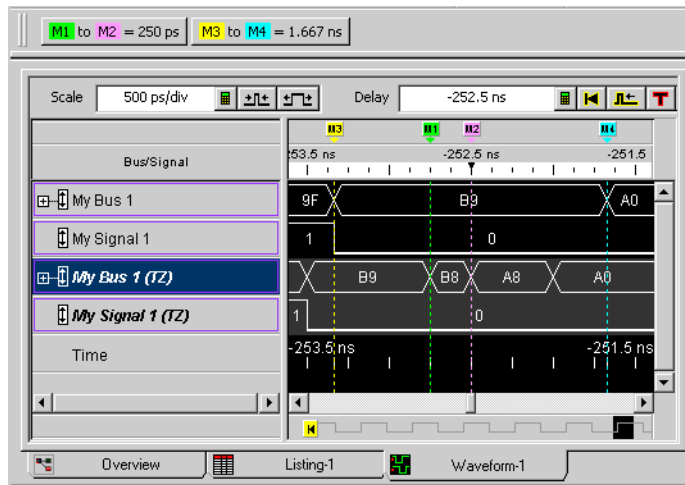 M1 to M2 = 250 ps M3 to M4 = 1.667 ns
Scale 500 ps/div Delay -252.5 ns T
M3 M1 M2 M4
Bus/Signal :53.5 ns -252.5 ns -251.5
My Bus 1 9F B9 A0
My Signal 1 1 0
My Bus 1 (TZ) B9 B8 A8 A0
My Signal 1 (TZ) 1 0
Time -253.5 ns -251.5 ns
Overview Listing-1 Waveform-1